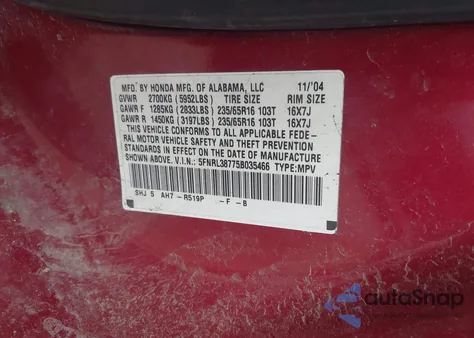 MFD. BY HONDA MFG. OF ALABAMA, LLC 11/'04
GVWR 2700KG (5952LBS) TIRE SIZE RIM SIZE
GAWR F 1285KG (2833LBS) 235/65R16 103T 16X7J
GAWR R 1450KG (3197LBS) 235/65R16 103T 16X7J
THIS VEHICLE CONFORMS TO ALL APPLICABLE FEDE-
RAL MOTOR VEHICLE SAFETY AND THEFT PREVENTION
STANDARDS IN EFFECT ON THE DATE OF MANUFACTURE
SHOWN ABOVE. V.I.N.: 5FNRL38775B035466 TYPE:MPV
SHJ 5 AH7 -R519P -F -B
autoSnap